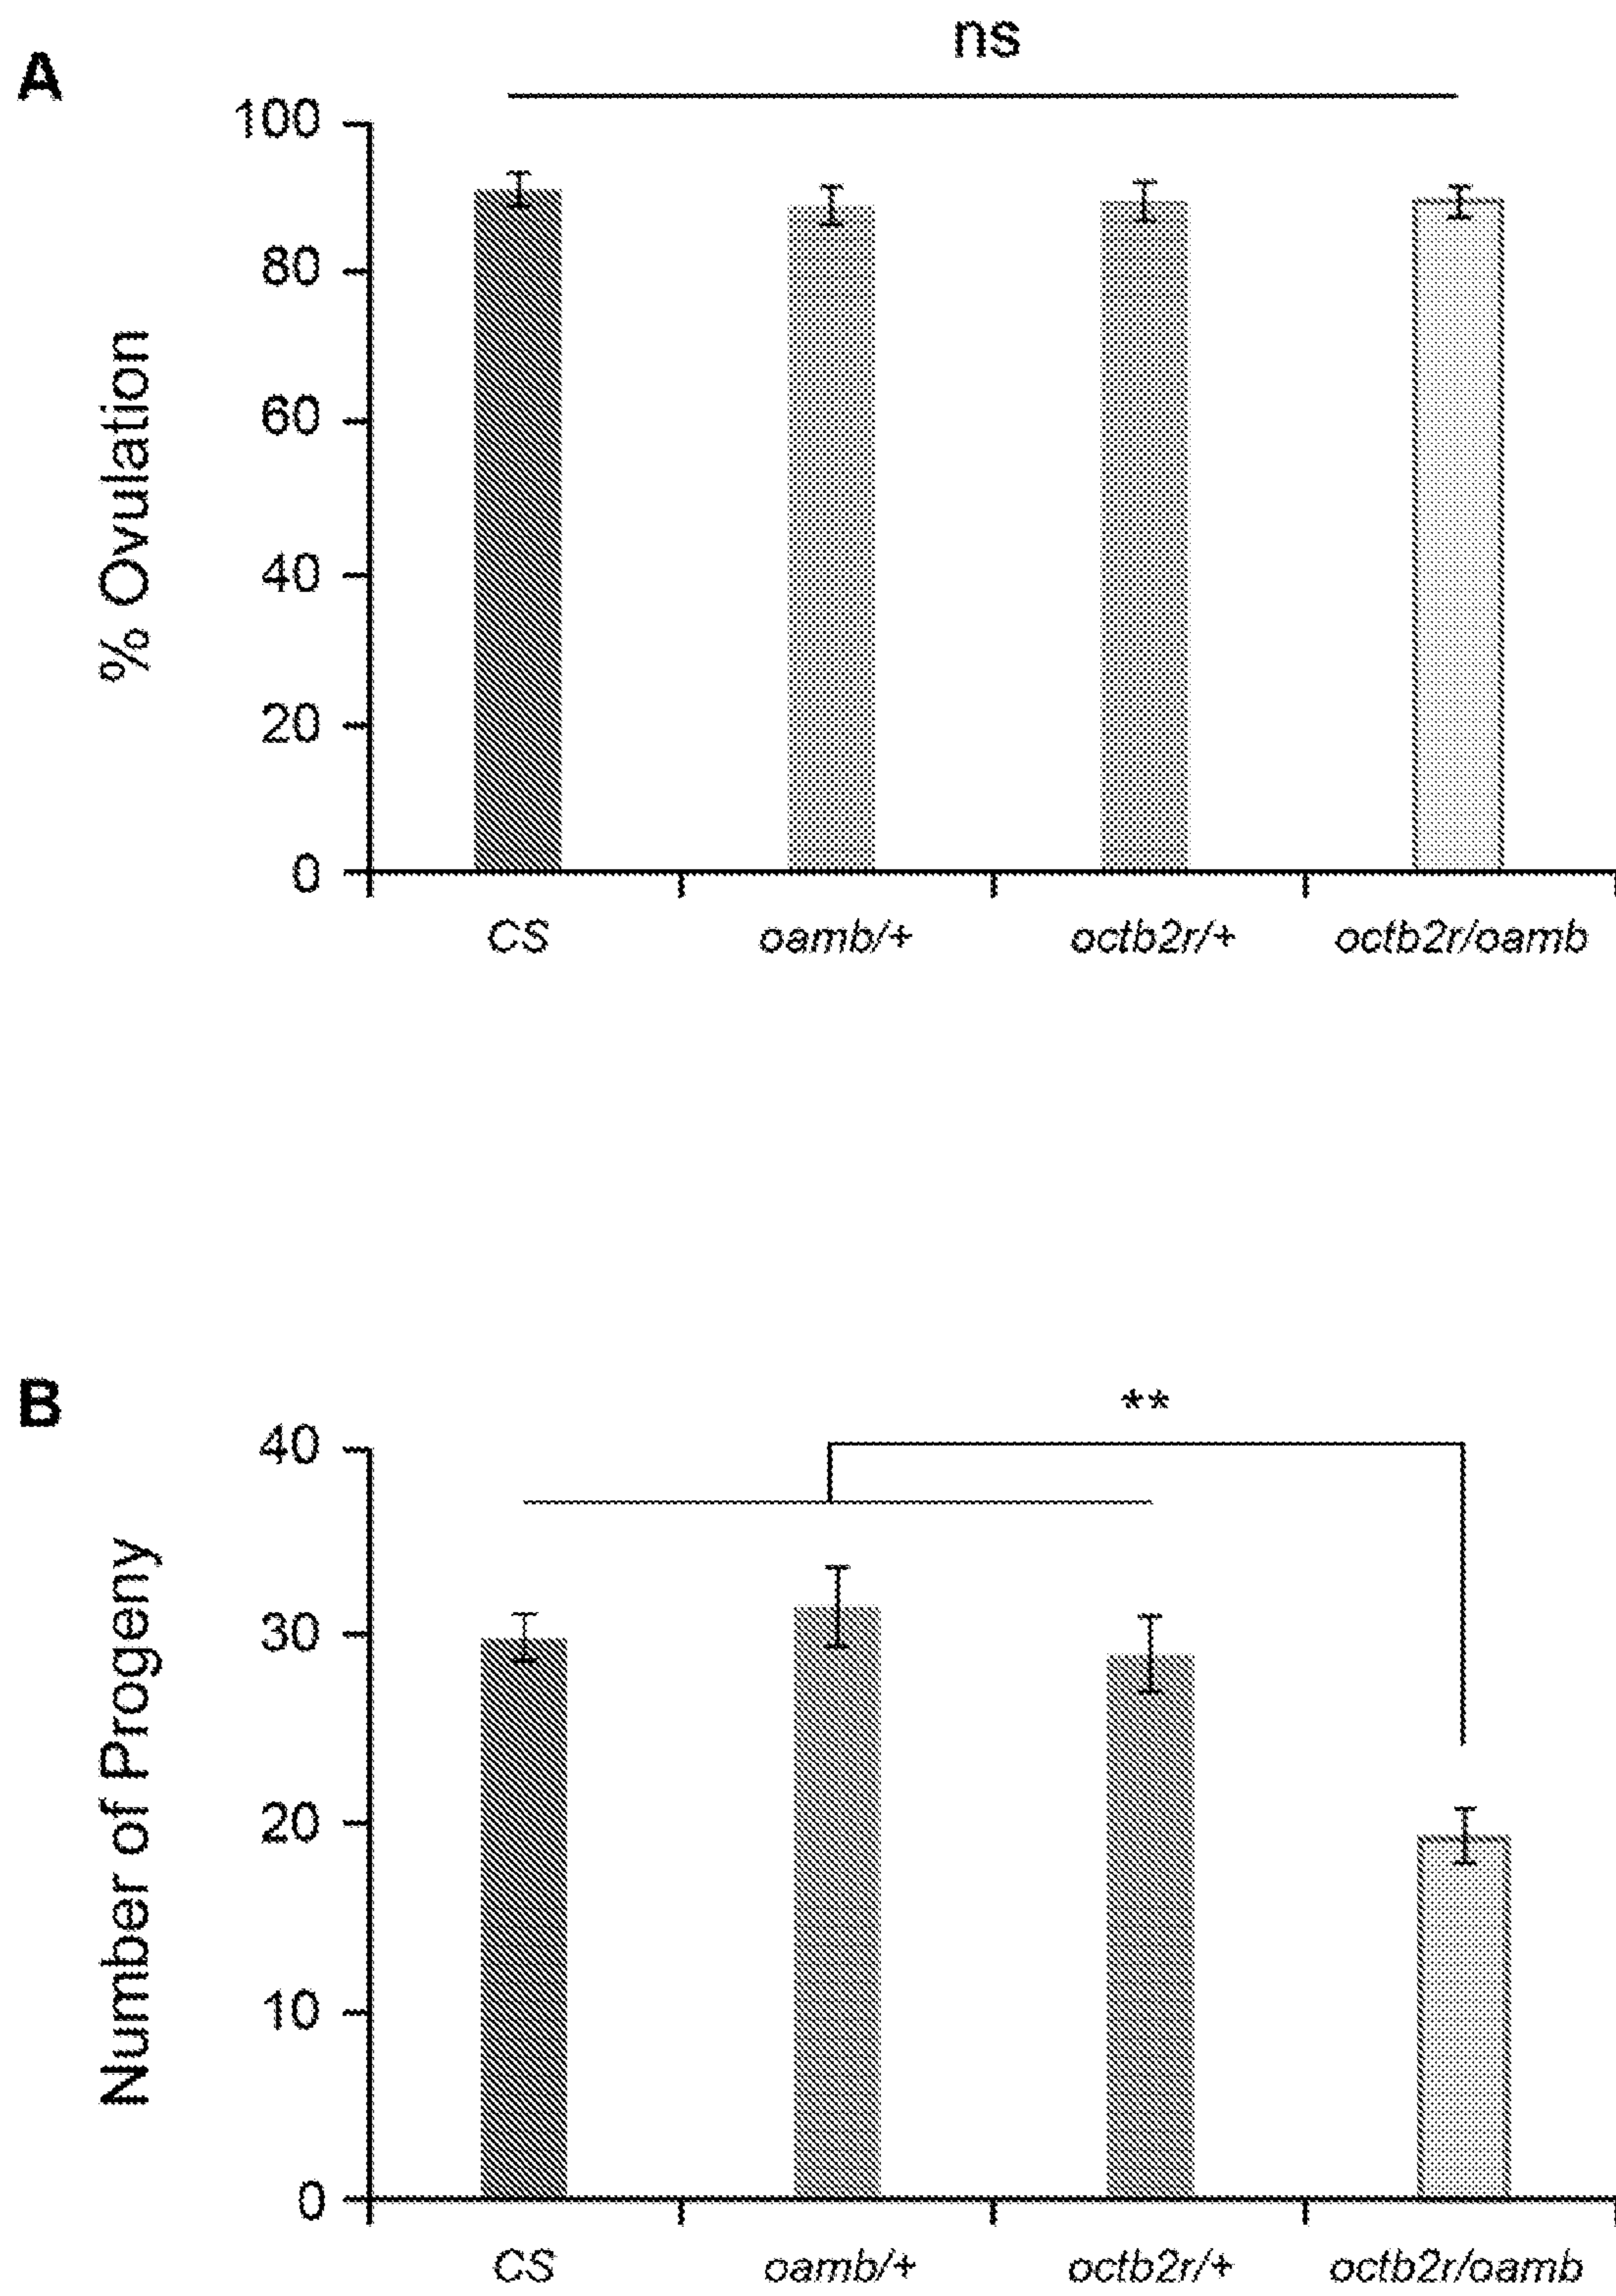 A
ns
100
80
60
40
20
0
% Ovulation
CS oamb/+ octb2r/+ octb2r/oamb
B
**
40
30
20
10
0
Number of Progeny
CS oamb/+ octb2r/+ octb2r/oamb